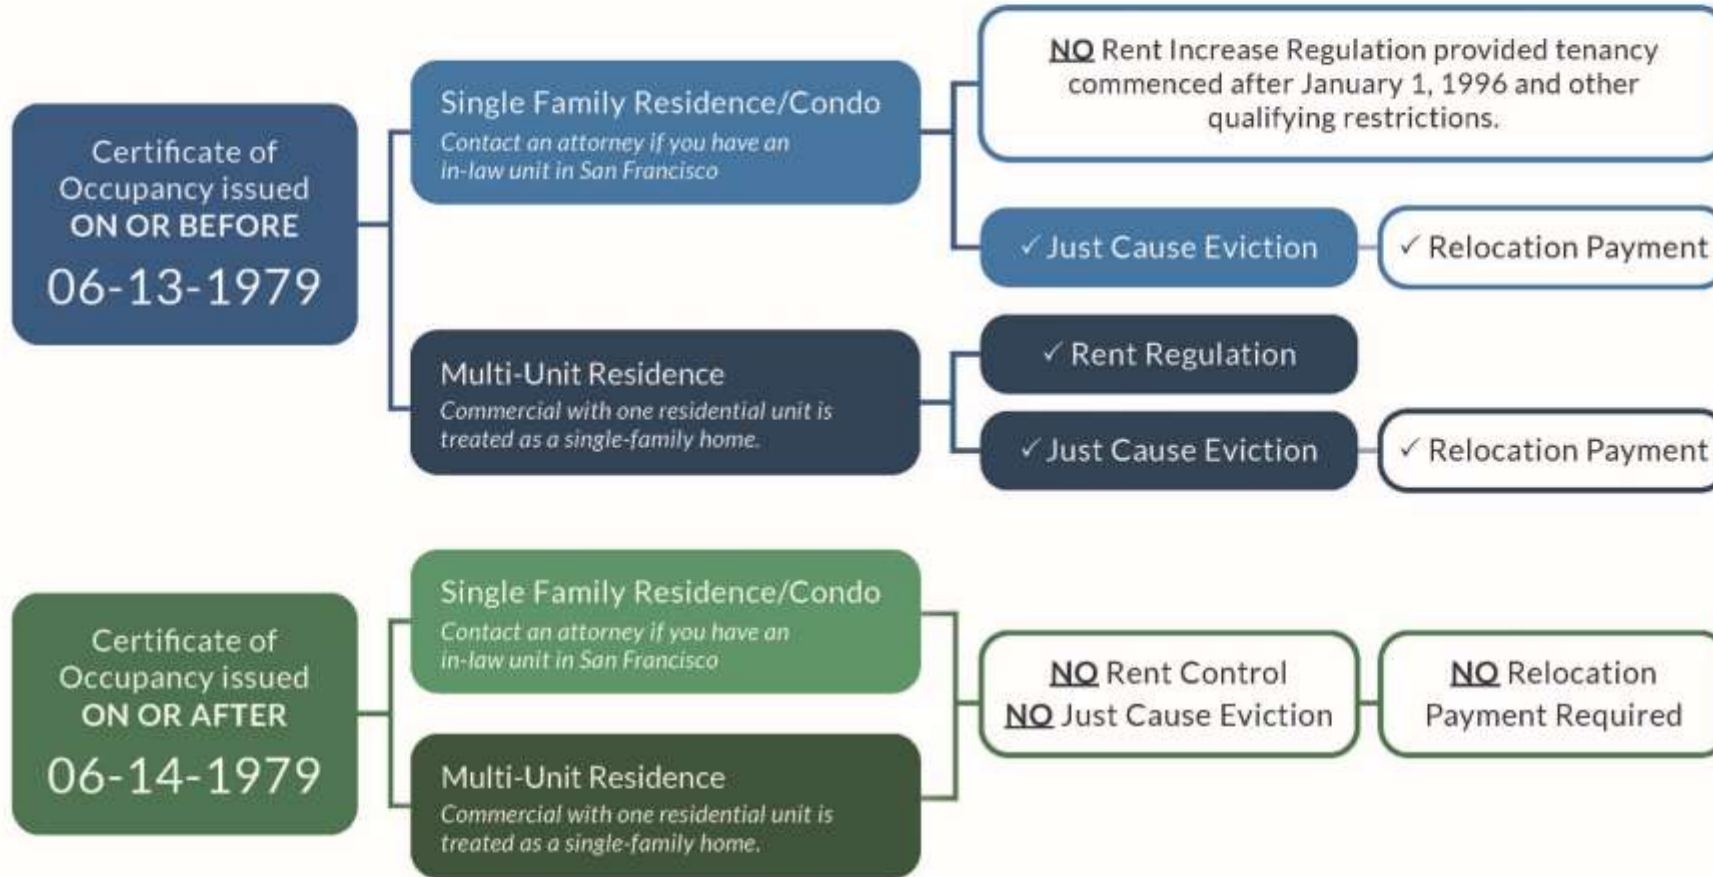 Certificate of
Occupancy issued
ON OR BEFORE
06-13-1979
Single Family Residence/Condo
Contact an attorney if you have an
in-law unit in San Francisco
NO Rent Increase Regulation provided tenancy
commenced after January 1, 1996 and other
qualifying restrictions.
✓ Just Cause Eviction
✓ Relocation Payment
Multi-Unit Residence
Commercial with one residential unit is
treated as a single-family home.
✓ Rent Regulation
✓ Just Cause Eviction
✓ Relocation Payment
Certificate of
Occupancy issued
ON OR AFTER
06-14-1979
Single Family Residence/Condo
Contact an attorney if you have an
in-law unit in San Francisco
Multi-Unit Residence
Commercial with one residential unit is
treated as a single-family home.
NO Rent Control
NO Just Cause Eviction
NO Relocation
Payment Required